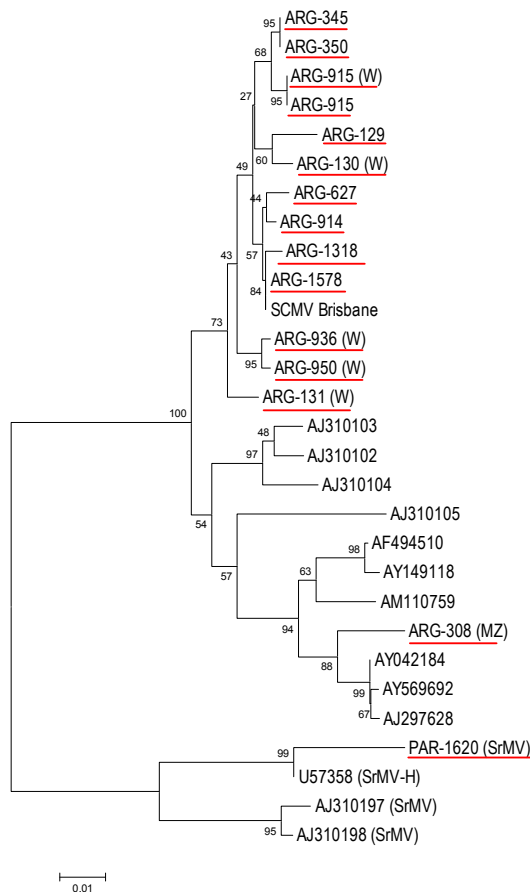 95
ARG-345
ARG-350
68
ARG-915 (W)
95
ARG-915
27
ARG-129
60
ARG-130 (W)
49
44
ARG-627
ARG-914
57
ARG-1318
43
84
ARG-1578
SCMV Brisbane
73
ARG-936 (W)
95
ARG-950 (W)
ARG-131 (W)
100
48
AJ310103
97
AJ310102
AJ310104
54
AJ310105
57
98
AF494510
63
AY149118
AM110759
94
ARG-308 (MZ)
88
AY042184
99
AY569692
67
AJ297628
99
PAR-1620 (SrMV)
U57358 (SrMV-H)
AJ310197 (SrMV)
95
AJ310198 (SrMV)
0.01